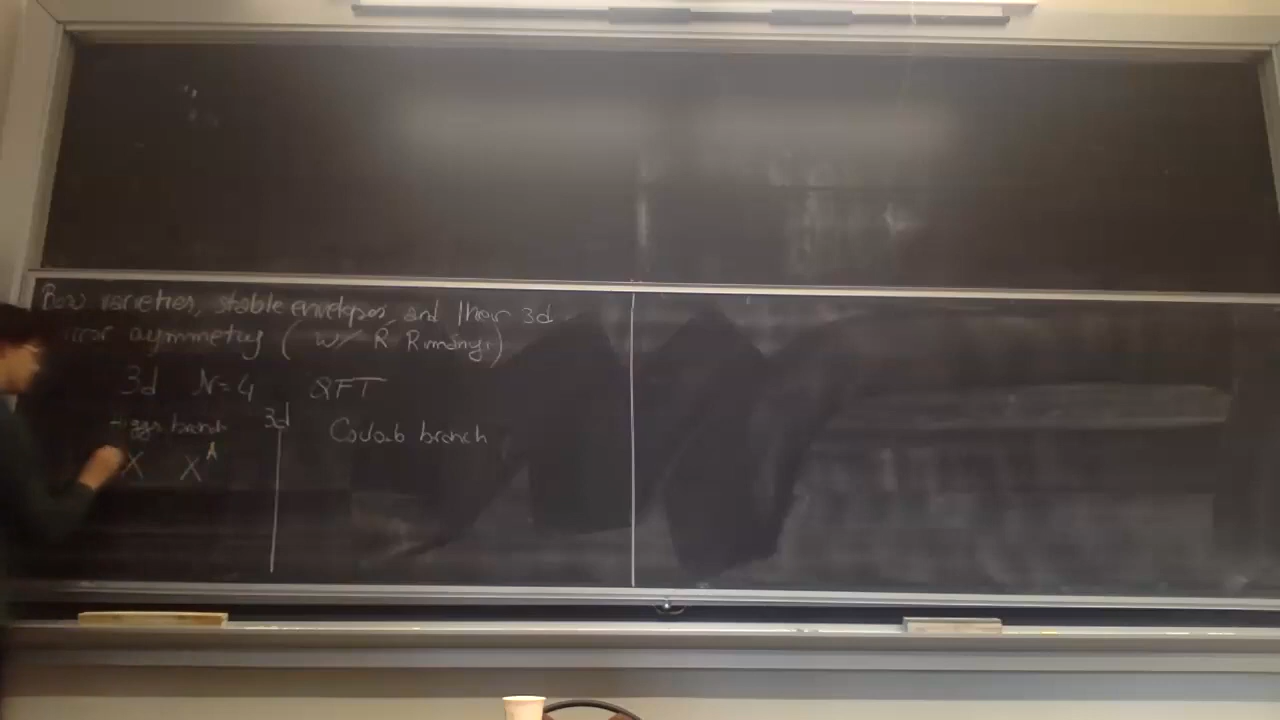 Bow varieties, stable envelopes, and their 3d
mirror symmetry (w/ R. Rimányi)
3d N=4 QFT
Higgs branch 3d Coulomb branch
X X^A